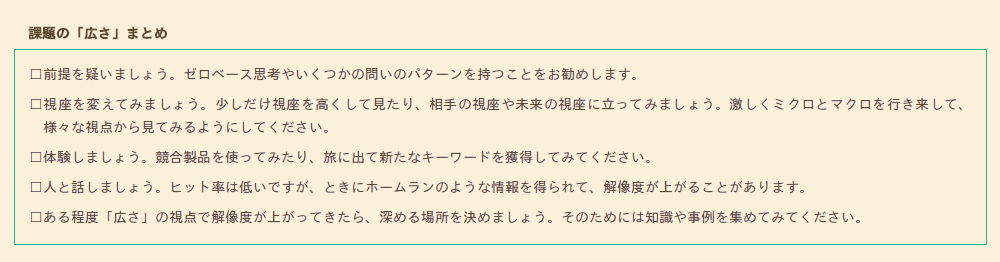 課題の「広さ」まとめ
□前提を疑いましょう。ゼロベース思考やいくつかの問いのパターンを持つことをお勧めします。
□視座を変えてみましょう。少しだけ視座を高くして見たり、相手の視座や未来の視座に立ってみましょう。激しくミクロとマクロを行き来して、
様々な視点から見てみるようにしてください。
□体験しましょう。競合製品を使ってみたり、旅に出て新たなキーワードを獲得してみてください。
□人と話しましょう。ヒット率は低いですが、ときにホームランのような情報を得られて、解像度が上がることがあります。
□ある程度「広さ」の視点で解像度が上がってきたら、深める場所を決めましょう。そのためには知識や事例を集めてみてください。